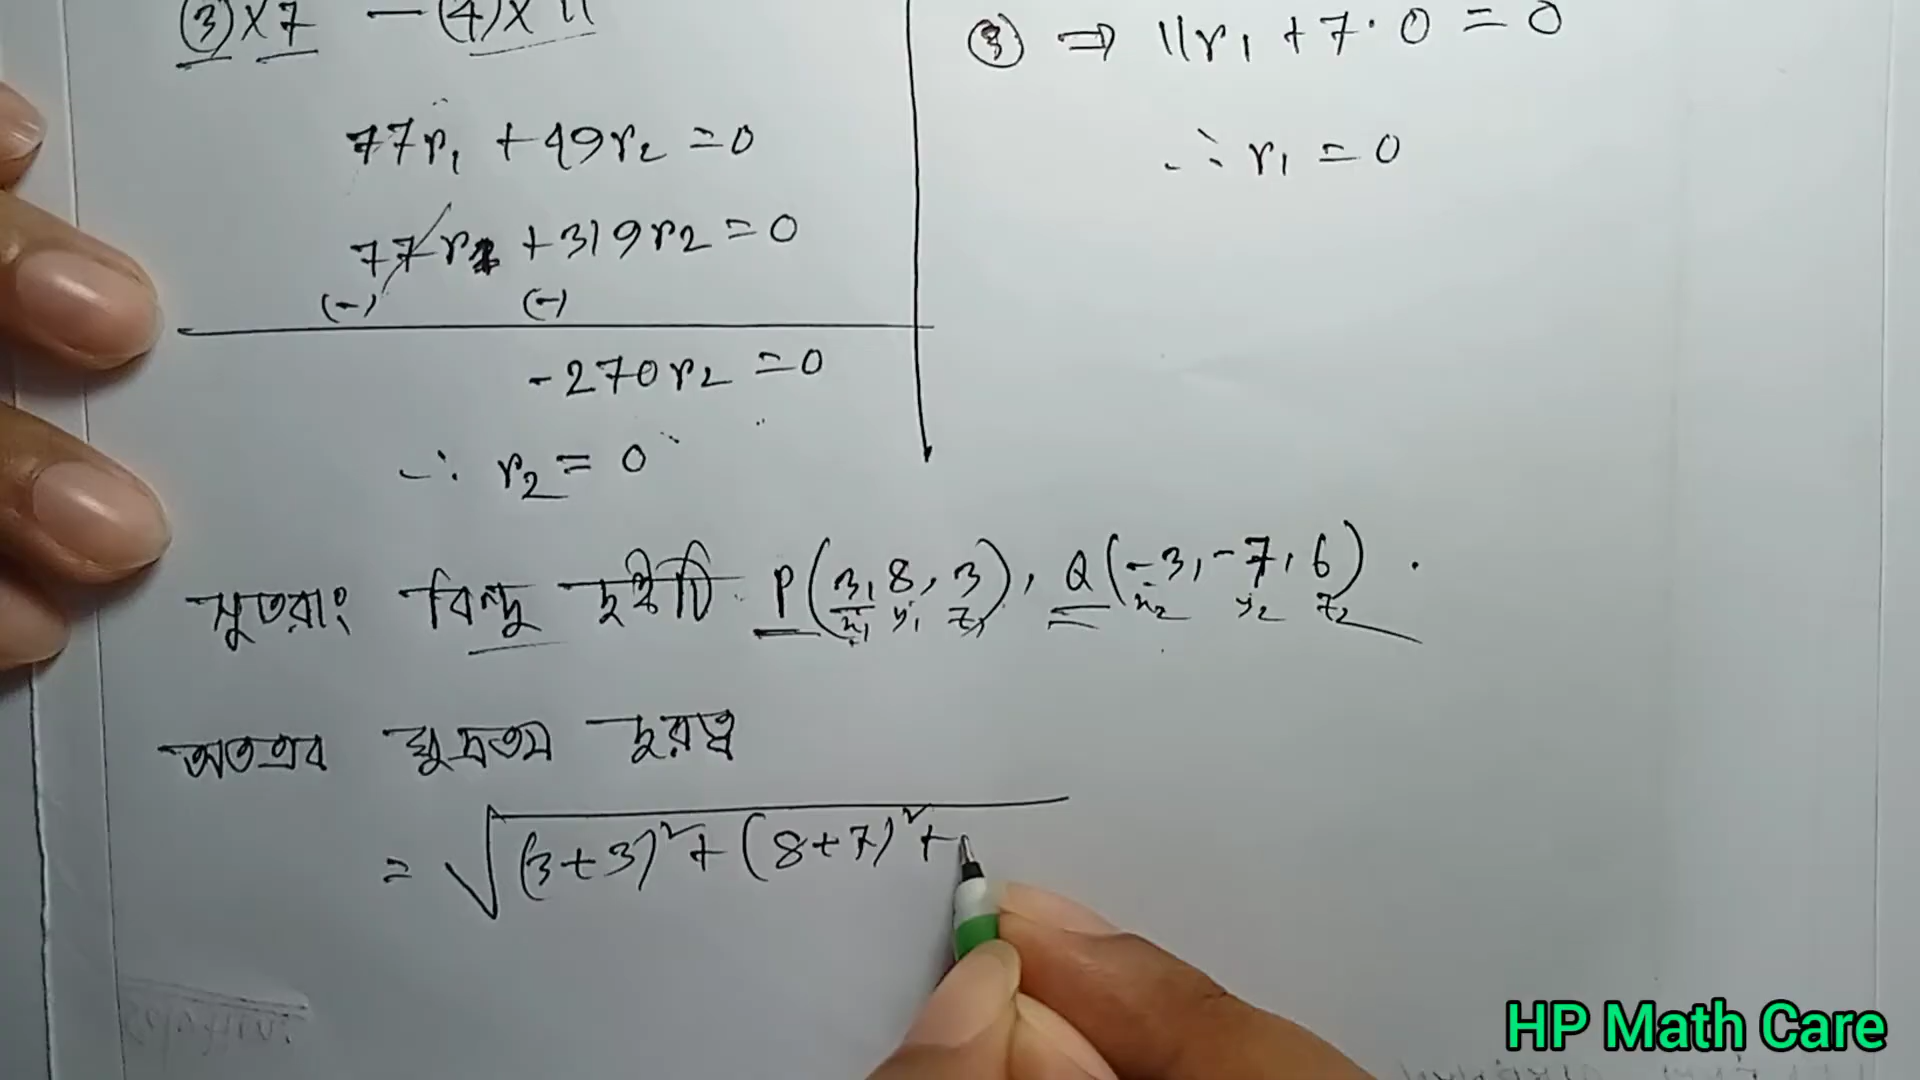 (3)×7 — (4)×11
77r₁ + 49r₂ = 0
77r₁ + 319r₂ = 0
(-) (-)
-270r₂ = 0
∴ r₂ = 0
(3) ⇒ 11r₁ + 7·0 = 0
∴ r₁ = 0
সুতরাং বিন্দু দুইটি P(3, 8, 3), Q(-3, -7, 6).
x₁ y₁ z₁ x₂ y₂ z₂
অতএব ক্ষুদ্রতম দূরত্ব
= √(3+3)² + (8+7)² +
HP Math Care